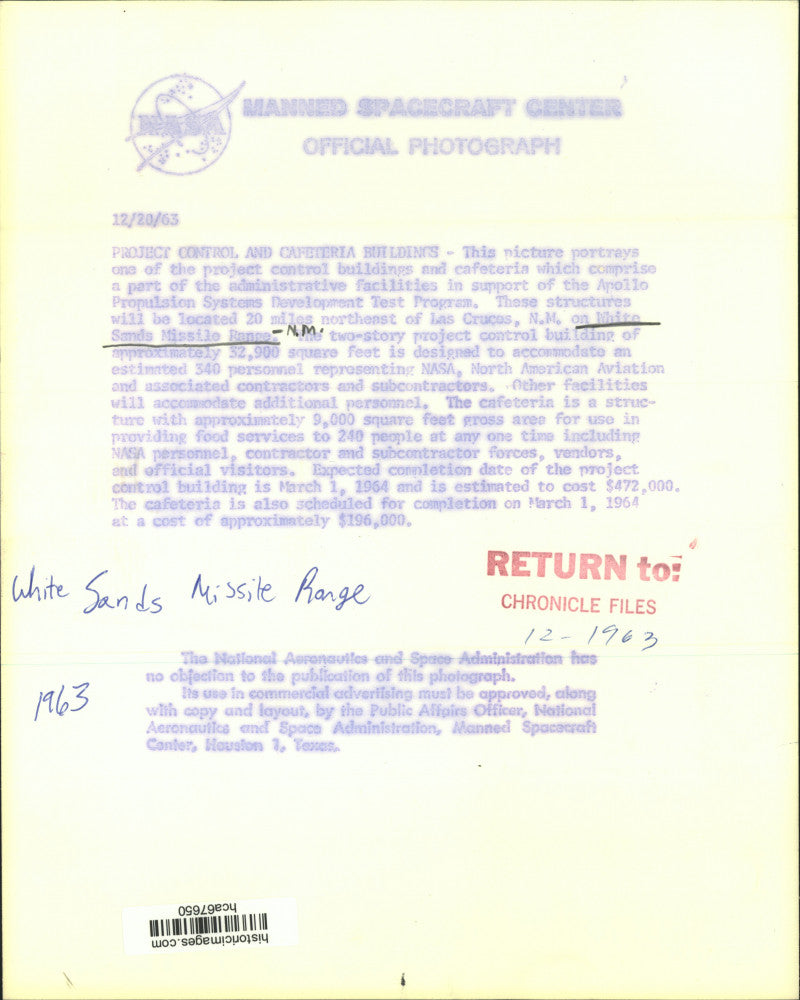 NASA
MANNED SPACECRAFT CENTER
OFFICIAL PHOTOGRAPH
12/20/63
PROJECT CONTROL AND CAFETERIA BUILDINGS - This picture portrays
one of the project control buildings and cafeteria which comprise
a part of the administrative facilities in support of the Apollo
Propulsion Systems Development Test Program. These structures
will be located 20 miles northeast of Las Cruces, N.M. on White
Sands Missile Range. - N.M. The two-story project control building of
approximately 32,900 square feet is designed to accommodate an
estimated 340 personnel representing NASA, North American Aviation
and associated contractors and subcontractors. Other facilities
will accommodate additional personnel. The cafeteria is a struc-
ture with approximately 9,000 square feet gross area for use in
providing food services to 240 people at any one time including
NASA personnel, contractor and subcontractor forces, vendors,
and official visitors. Expected completion date of the project
control building is March 1, 1964 and is estimated to cost $472,000.
The cafeteria is also scheduled for completion on March 1, 1964
at a cost of approximately $196,000.
RETURN to:
CHRONICLE FILES
12-1963
White Sands Missile Range
The National Aeronautics and Space Administration has
no objection to the publication of this photograph.
Its use in commercial advertising must be approved, along
with copy and layout, by the Public Affairs Officer, National
Aeronautics and Space Administration, Manned Spacecraft
Center, Houston 1, Texas.
1963
historicimages.com
hca67650